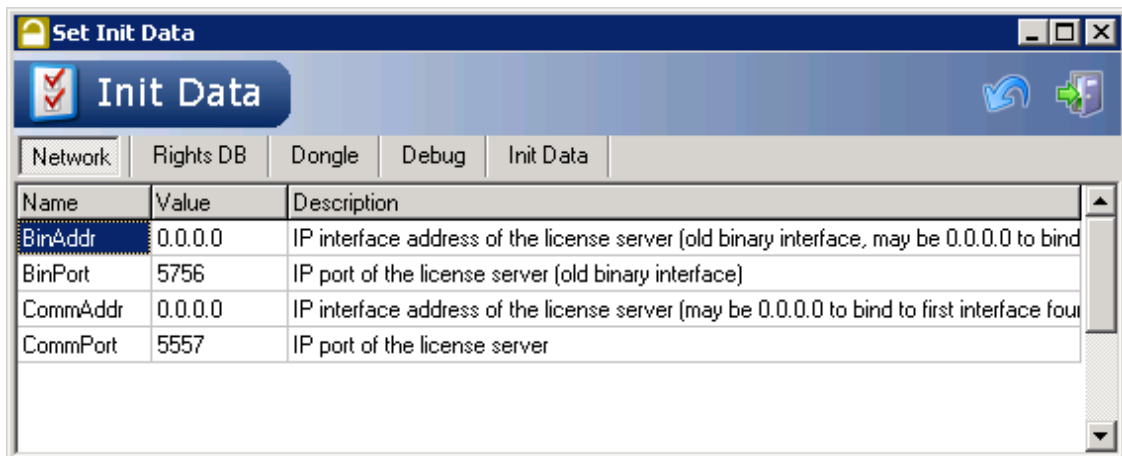 Set Init Data
Init Data
Network Rights DB Dongle Debug Init Data
Name Value Description
BinAddr 0.0.0.0 IP interface address of the license server (old binary interface, may be 0.0.0.0 to bind
BinPort 5756 IP port of the license server (old binary interface)
CommAddr 0.0.0.0 IP interface address of the license server (may be 0.0.0.0 to bind to first interface
CommPort 5557 IP port of the license server